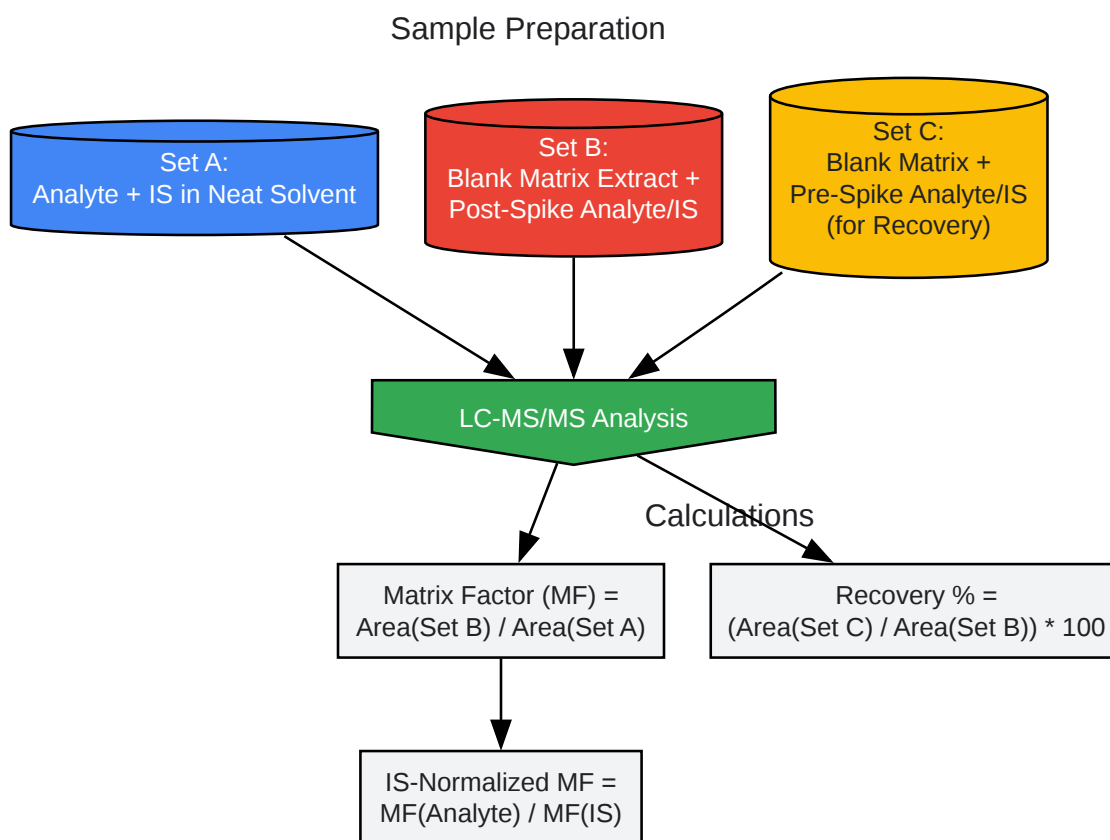 Sample Preparation
Set A:
Analyte + IS in Neat Solvent
Set B:
Blank Matrix Extract +
Post-Spike Analyte/IS
Set C:
Blank Matrix +
Pre-Spike Analyte/IS
(for Recovery)
LC-MS/MS Analysis
Calculations
Matrix Factor (MF) =
Area(Set B) / Area(Set A)
Recovery % =
(Area(Set C) / Area(Set B)) * 100
IS-Normalized MF =
MF(Analyte) / MF(IS)